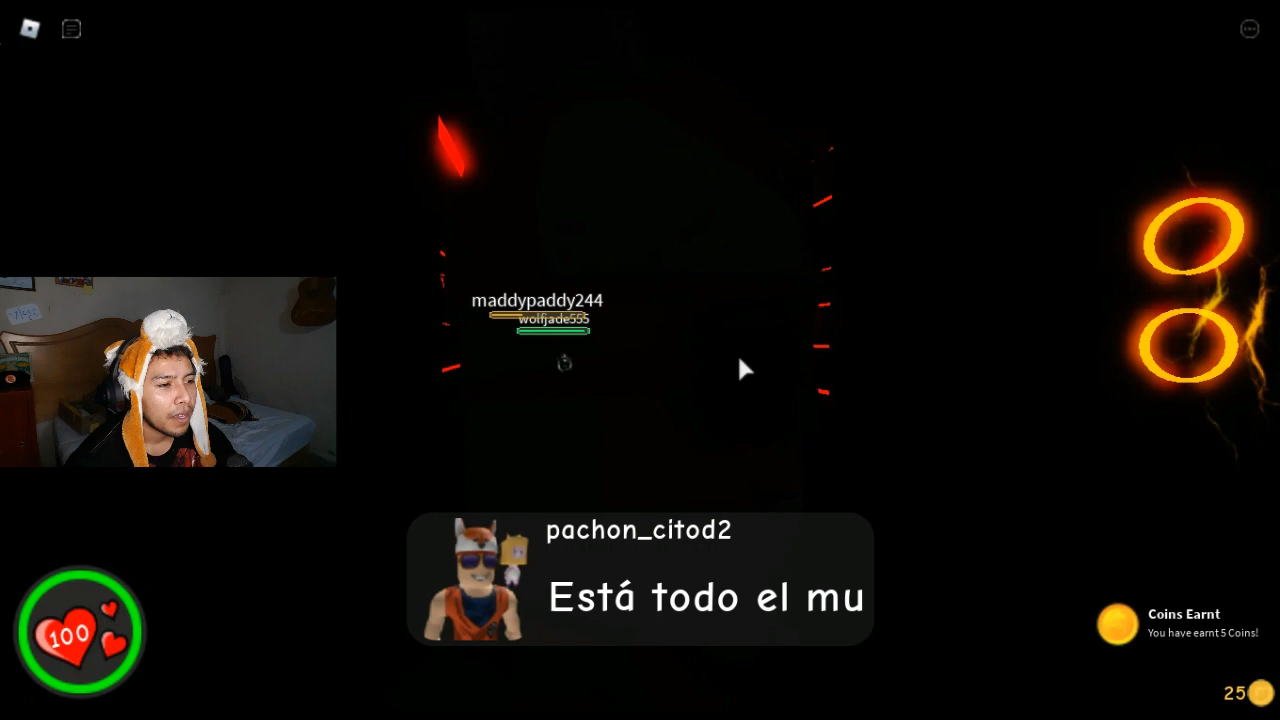 maddypaddy244
wolfjade555
pachon_citod2
Está todo el mu
100
Coins Earnt
You have earnt 5 Coins!
25